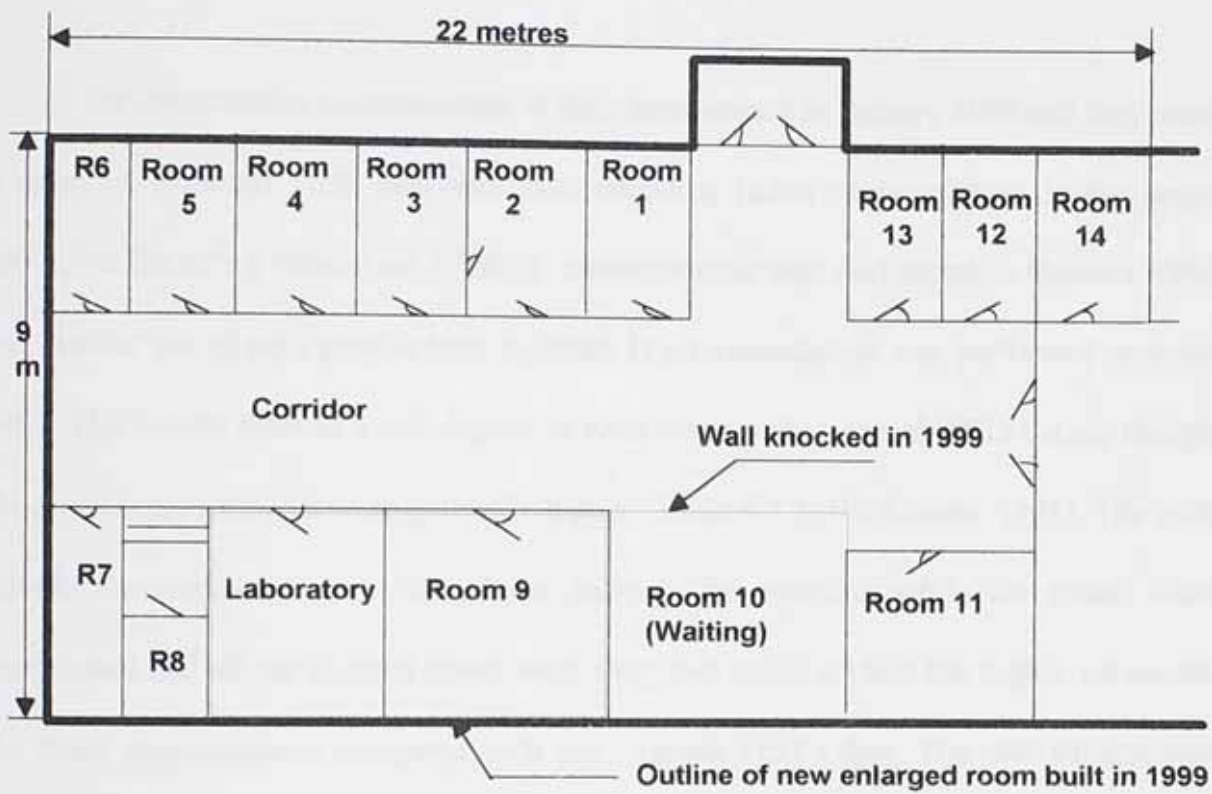 22 metres
R6
Room
5
Room
4
Room
3
Room
2
Room
1
Room
13
Room
12
Room
14
9
m
Corridor
Wall knocked in 1999
R7
R8
Laboratory
Room 9
Room 10
(Waiting)
Room 11
Outline of new enlarged room built in 1999